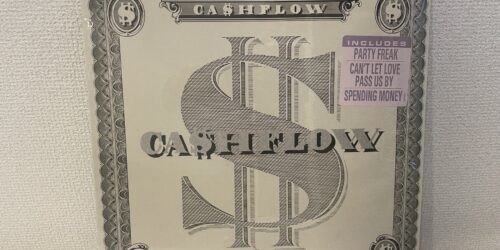 CA$HFLOW
INCLUDES
PARTY FREAK
CAN'T LET LOVE
PASS US BY
SPENDING MONEY
CA$HFLOW
$